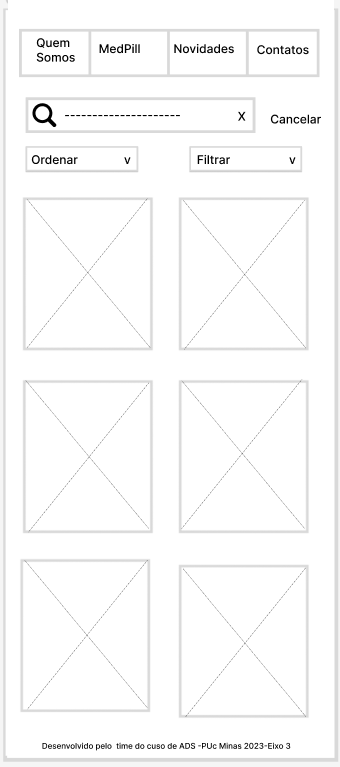 Quem
Somos
MedPill
Novidades
Contatos
---------------------
X
Cancelar
Ordenar v
Filtrar v
Desenvolvido pelo time do cuso de ADS -PUc Minas 2023-Eixo 3